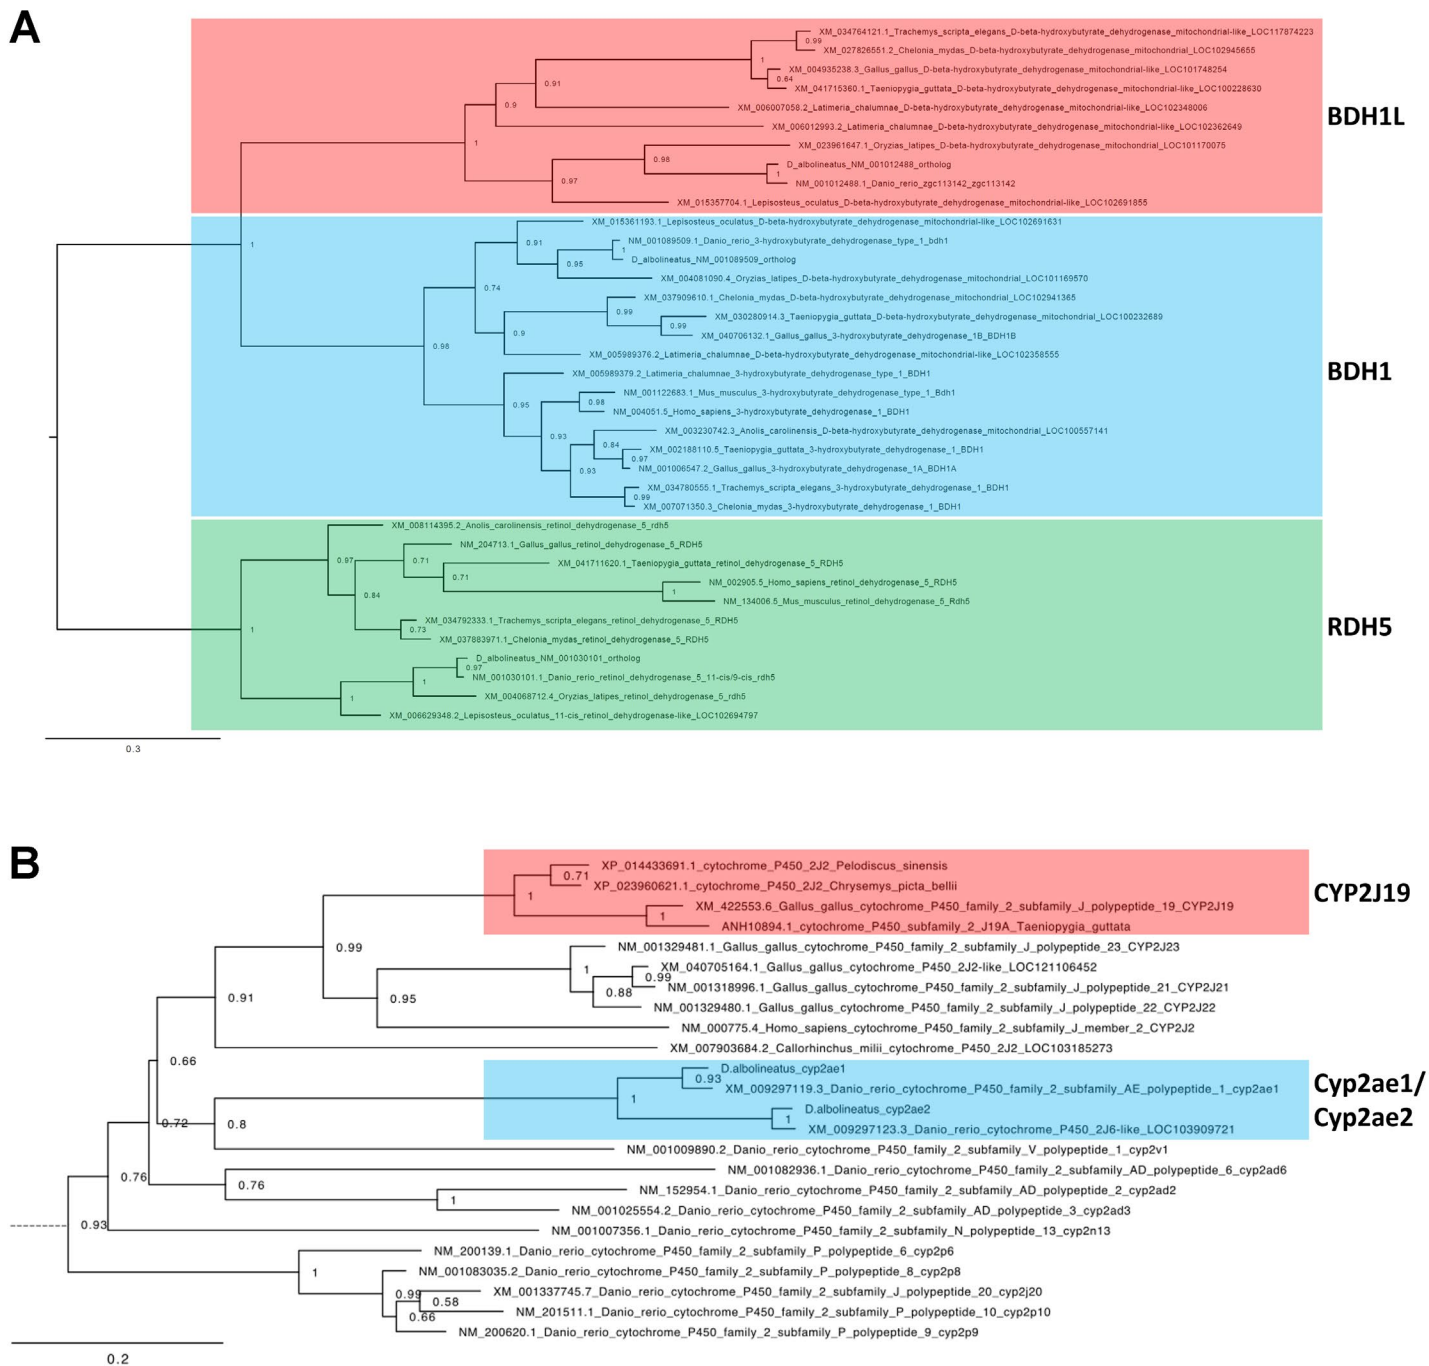 A
XM_034764121.1_Trachemys_scripta_elegans_D-beta-hydroxybutyrate_dehydrogenase_mitochondrial-like_LOC117874223
0.99
XM_027826551.2_Chelonia_mydas_D-beta-hydroxybutyrate_dehydrogenase_mitochondrial_LOC102945655
1
XM_004935238.3_Gallus_gallus_D-beta-hydroxybutyrate_dehydrogenase_mitochondrial-like_LOC101748254
0.91
0.64
XM_041715360.1_Taeniopygia_guttata_D-beta-hydroxybutyrate_dehydrogenase_mitochondrial-like_LOC100228630
0.9
XM_006007058.2_Latimeria_chalumnae_D-beta-hydroxybutyrate_dehydrogenase_mitochondrial-like_LOC102348006
BDH1L
XM_006012993.2_Latimeria_chalumnae_D-beta-hydroxybutyrate_dehydrogenase_mitochondrial-like_LOC102362649
1
XM_023961647.1_Oryzias_latipes_D-beta-hydroxybutyrate_dehydrogenase_mitochondrial_LOC101170075
0.98
D_albolineatus_NM_001012488_ortholog
1
0.97
NM_001012488.1_Danio_rerio_zgc113142_zgc113142
XM_015357704.1_Lepisosteus_oculatus_D-beta-hydroxybutyrate_dehydrogenase_mitochondrial-like_LOC102691855
XM_015361193.1_Lepisosteus_oculatus_D-beta-hydroxybutyrate_dehydrogenase_mitochondrial-like_LOC102691631
1
0.91
NM_001089509.1_Danio_rerio_3-hydroxybutyrate_dehydrogenase_type_1_bdh1
1
0.95
D_albolineatus_NM_001089509_ortholog
XM_004081090.4_Oryzias_latipes_D-beta-hydroxybutyrate_dehydrogenase_mitochondrial_LOC101169570
0.74
XM_037909610.1_Chelonia_mydas_D-beta-hydroxybutyrate_dehydrogenase_mitochondrial_LOC102941365
0.99
XM_030280914.3_Taeniopygia_guttata_D-beta-hydroxybutyrate_dehydrogenase_mitochondrial_LOC100232689
0.99
0.9
XM_040706132.1_Gallus_gallus_3-hydroxybutyrate_dehydrogenase_1B_BDH1B
0.98
XM_005989376.2_Latimeria_chalumnae_D-beta-hydroxybutyrate_dehydrogenase_mitochondrial-like_LOC102358555
BDH1
XM_005989379.2_Latimeria_chalumnae_3-hydroxybutyrate_dehydrogenase_type_1_BDH1
NM_001122683.1_Mus_musculus_3-hydroxybutyrate_dehydrogenase_type_1_Bdh1
0.95
0.98
NM_004051.5_Homo_sapiens_3-hydroxybutyrate_dehydrogenase_1_BDH1
XM_003230742.3_Anolis_carolinensis_D-beta-hydroxybutyrate_dehydrogenase_mitochondrial_LOC100557141
0.93
0.84
XM_002188110.5_Taeniopygia_guttata_3-hydroxybutyrate_dehydrogenase_1_BDH1
0.97
0.93
NM_001006547.2_Gallus_gallus_3-hydroxybutyrate_dehydrogenase_1A_BDH1A
XM_034780555.1_Trachemys_scripta_elegans_3-hydroxybutyrate_dehydrogenase_1_BDH1
0.99
XM_007071350.3_Chelonia_mydas_3-hydroxybutyrate_dehydrogenase_1_BDH1
XM_008114395.2_Anolis_carolinensis_retinol_dehydrogenase_5_rdh5
NM_204713.1_Gallus_gallus_retinol_dehydrogenase_5_RDH5
0.97
0.71
XM_041711620.1_Taeniopygia_guttata_retinol_dehydrogenase_5_RDH5
0.71
NM_002905.5_Homo_sapiens_retinol_dehydrogenase_5_RDH5
1
0.84
NM_134006.5_Mus_musculus_retinol_dehydrogenase_5_Rdh5
XM_034792333.1_Trachemys_scripta_elegans_retinol_dehydrogenase_5_RDH5
1
0.73
RDH5
XM_037883971.1_Chelonia_mydas_retinol_dehydrogenase_5_RDH5
D_albolineatus_NM_001030101_ortholog
0.97
NM_001030101.1_Danio_rerio_retinol_dehydrogenase_5_11-cis/9-cis_rdh5
1
XM_004068712.4_Oryzias_latipes_retinol_dehydrogenase_5_rdh5
1
XM_006629348.2_Lepisosteus_oculatus_11-cis_retinol_dehydrogenase-like_LOC102694797
0.3
B
XP_014433691.1_cytochrome_P450_2J2_Pelodiscus_sinensis
0.71
XP_023960621.1_cytochrome_P450_2J2_Chrysemys_picta_bellii
1
CYP2J19
XM_422553.6_Gallus_gallus_cytochrome_P450_family_2_subfamily_J_polypeptide_19_CYP2J19
1
ANH10894.1_cytochrome_P450_subfamily_2_J19A_Taeniopygia_guttata
0.99
NM_001329481.1_Gallus_gallus_cytochrome_P450_family_2_subfamily_J_polypeptide_23_CYP2J23
1
XM_040705164.1_Gallus_gallus_cytochrome_P450_2J2-like_LOC121106452
0.99
NM_001318996.1_Gallus_gallus_cytochrome_P450_family_2_subfamily_J_polypeptide_21_CYP2J21
0.88
0.91
0.95
NM_001329480.1_Gallus_gallus_cytochrome_P450_family_2_subfamily_J_polypeptide_22_CYP2J22
NM_000775.4_Homo_sapiens_cytochrome_P450_family_2_subfamily_J_member_2_CYP2J2
XM_007903684.2_Callorhinchus_milii_cytochrome_P450_2J2_LOC103185273
0.66
D.albolineatus_cyp2ae1
0.93
XM_009297119.3_Danio_rerio_cytochrome_P450_family_2_subfamily_AE_polypeptide_1_cyp2ae1
Cyp2ae1/
1
D.albolineatus_cyp2ae2
1
Cyp2ae2
0.72
0.8
XM_009297123.3_Danio_rerio_cytochrome_P450_2J6-like_LOC103909721
NM_001009890.2_Danio_rerio_cytochrome_P450_family_2_subfamily_V_polypeptide_1_cyp2v1
NM_001082936.1_Danio_rerio_cytochrome_P450_family_2_subfamily_AD_polypeptide_6_cyp2ad6
0.76
0.76
NM_152954.1_Danio_rerio_cytochrome_P450_family_2_subfamily_AD_polypeptide_2_cyp2ad2
1
NM_001025554.2_Danio_rerio_cytochrome_P450_family_2_subfamily_AD_polypeptide_3_cyp2ad3
0.93
NM_001007356.1_Danio_rerio_cytochrome_P450_family_2_subfamily_N_polypeptide_13_cyp2n13
NM_200139.1_Danio_rerio_cytochrome_P450_family_2_subfamily_P_polypeptide_6_cyp2p6
1
NM_001083035.2_Danio_rerio_cytochrome_P450_family_2_subfamily_P_polypeptide_8_cyp2p8
0.99
XM_001337745.7_Danio_rerio_cytochrome_P450_family_2_subfamily_J_polypeptide_20_cyp2j20
0.58
NM_201511.1_Danio_rerio_cytochrome_P450_family_2_subfamily_P_polypeptide_10_cyp2p10
0.66
NM_200620.1_Danio_rerio_cytochrome_P450_family_2_subfamily_P_polypeptide_9_cyp2p9
0.2